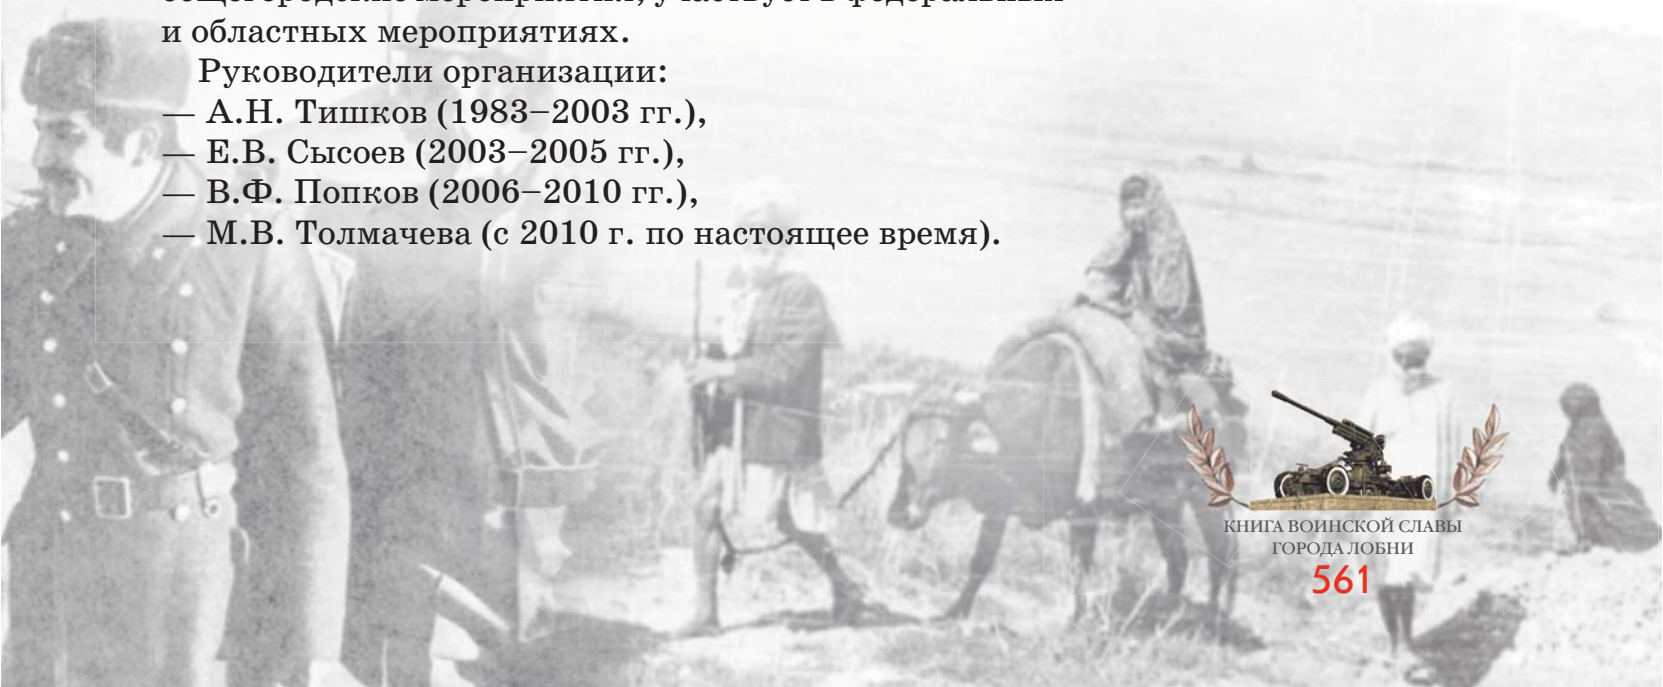 и областных мероприятиях.
Руководители организации:
— А.Н. Тишков (1983–2003 гг.),
— Е.В. Сысоев (2003–2005 гг.),
— В.Ф. Попков (2006–2010 гг.),
— М.В. Толмачева (с 2010 г. по настоящее время).
КНИГА ВОИНСКОЙ СЛАВЫ
ГОРОДА ЛОБНИ
561